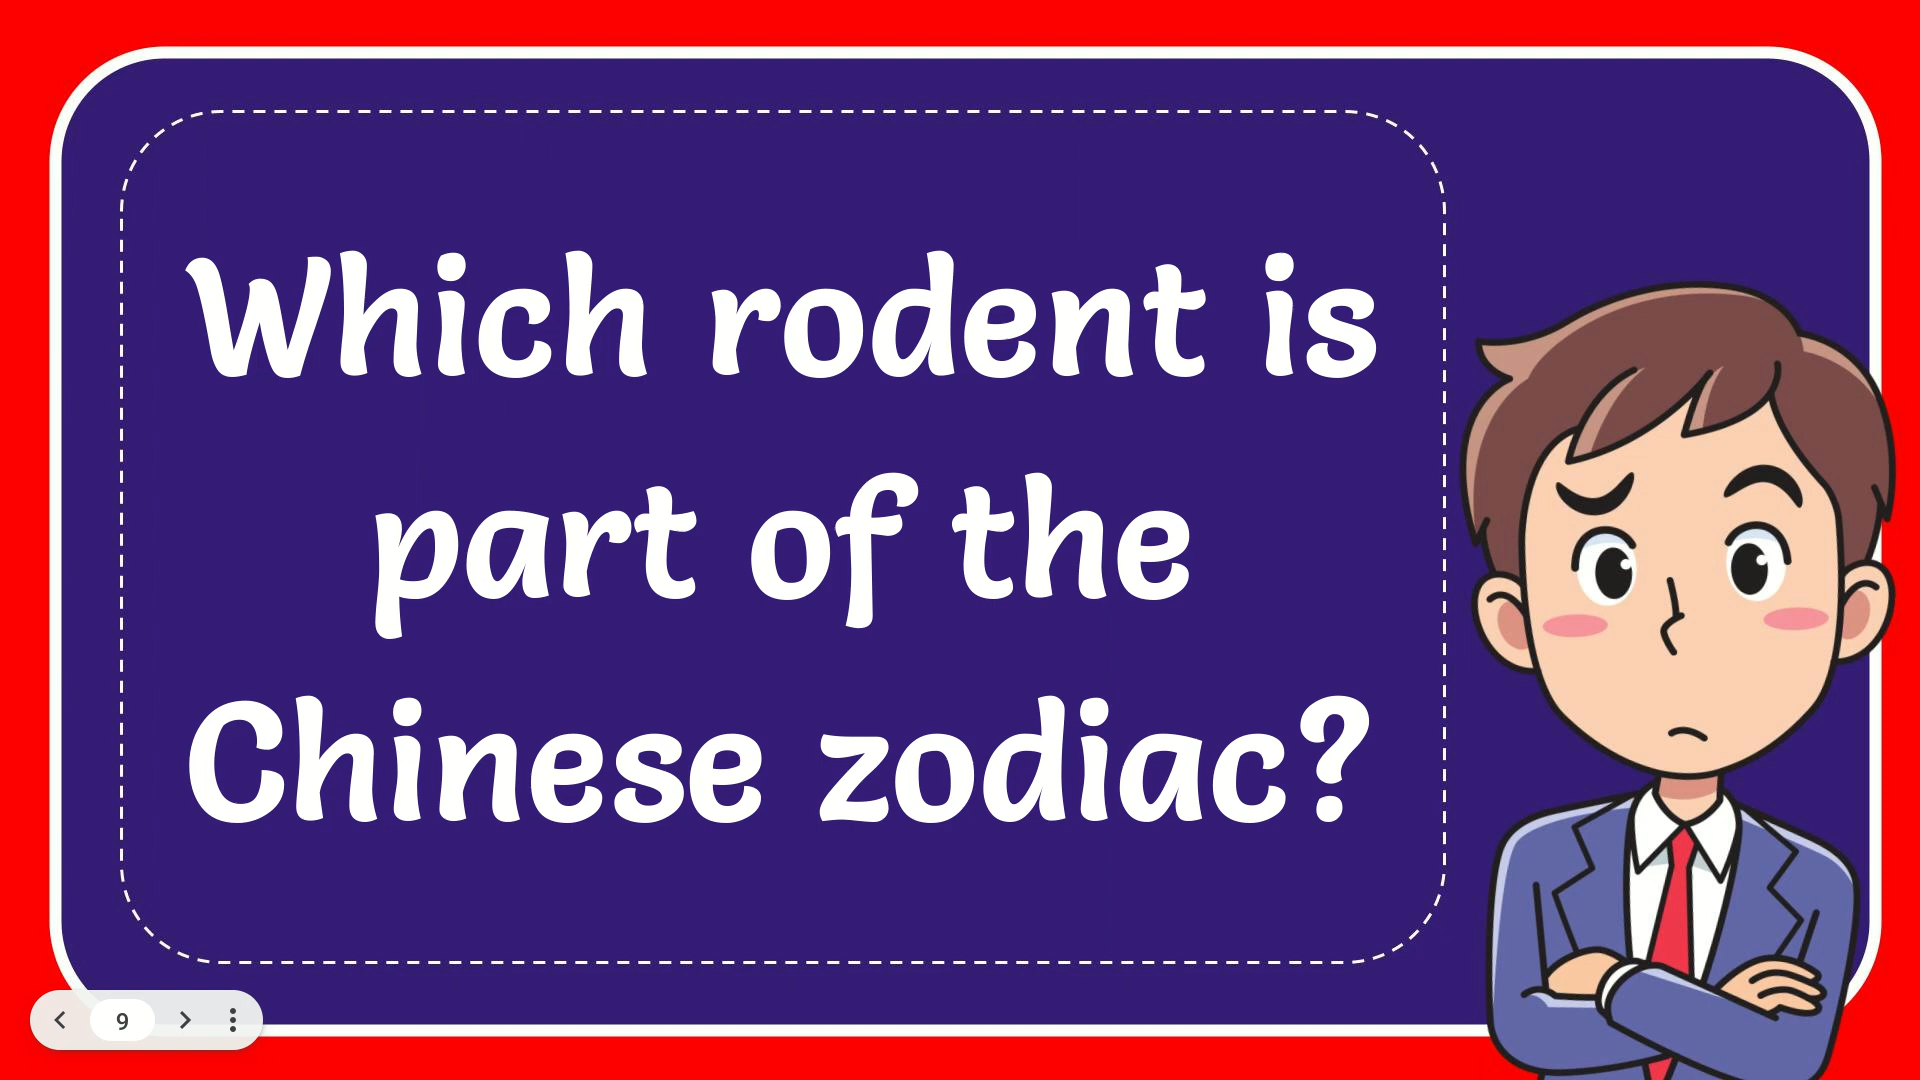 Which rodent is
part of the
Chinese zodiac?
9